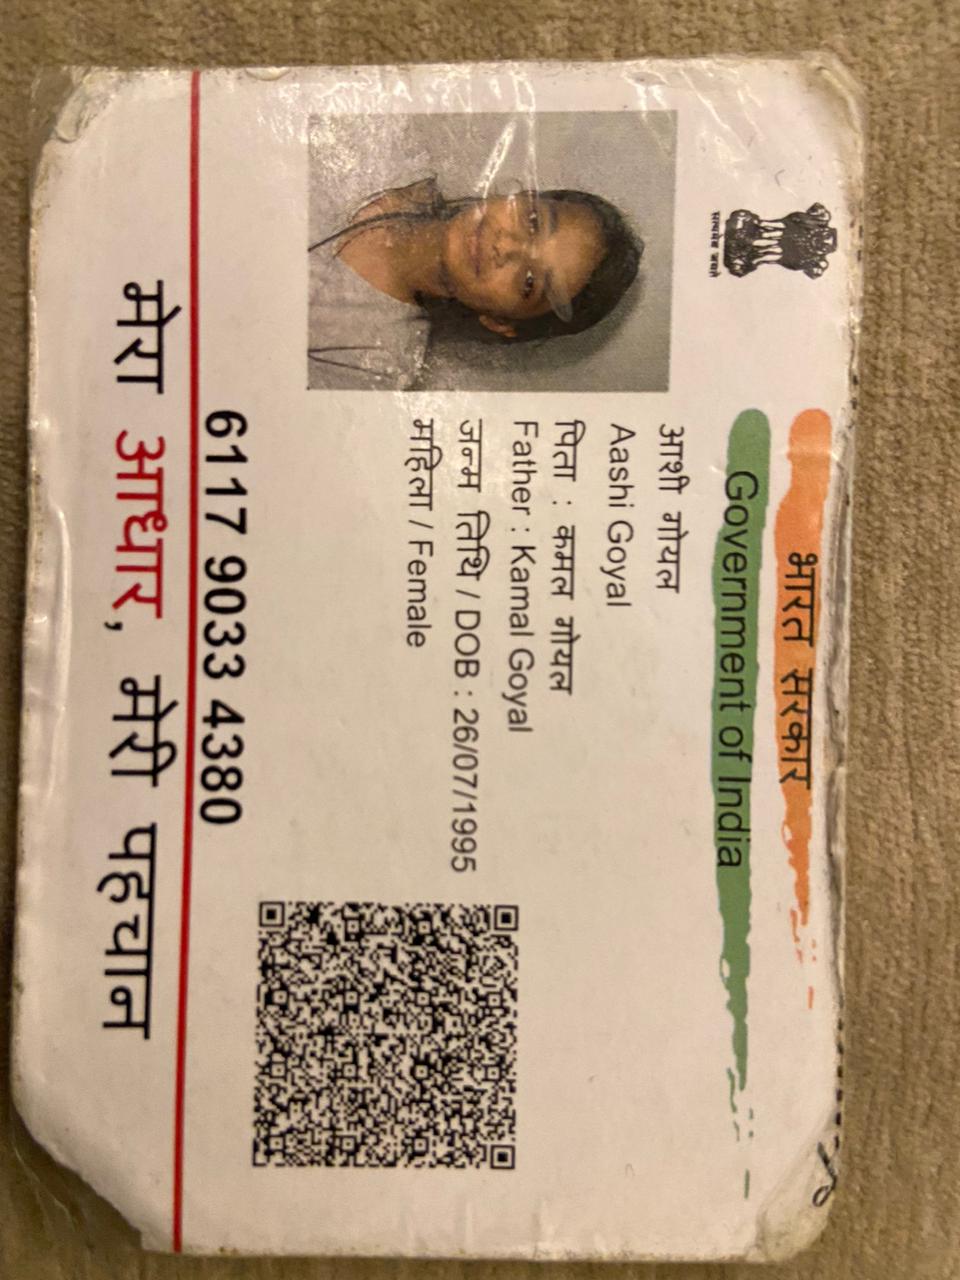 सत्यमेव जयते
भारत सरकार
Government of India
आशी गोयल
Aashi Goyal
पिता : कमल गोयल
Father : Kamal Goyal
जन्म तिथि / DOB : 26/07/1995
महिला / Female
6117 9033 4380
मेरा आधार, मेरी पहचान